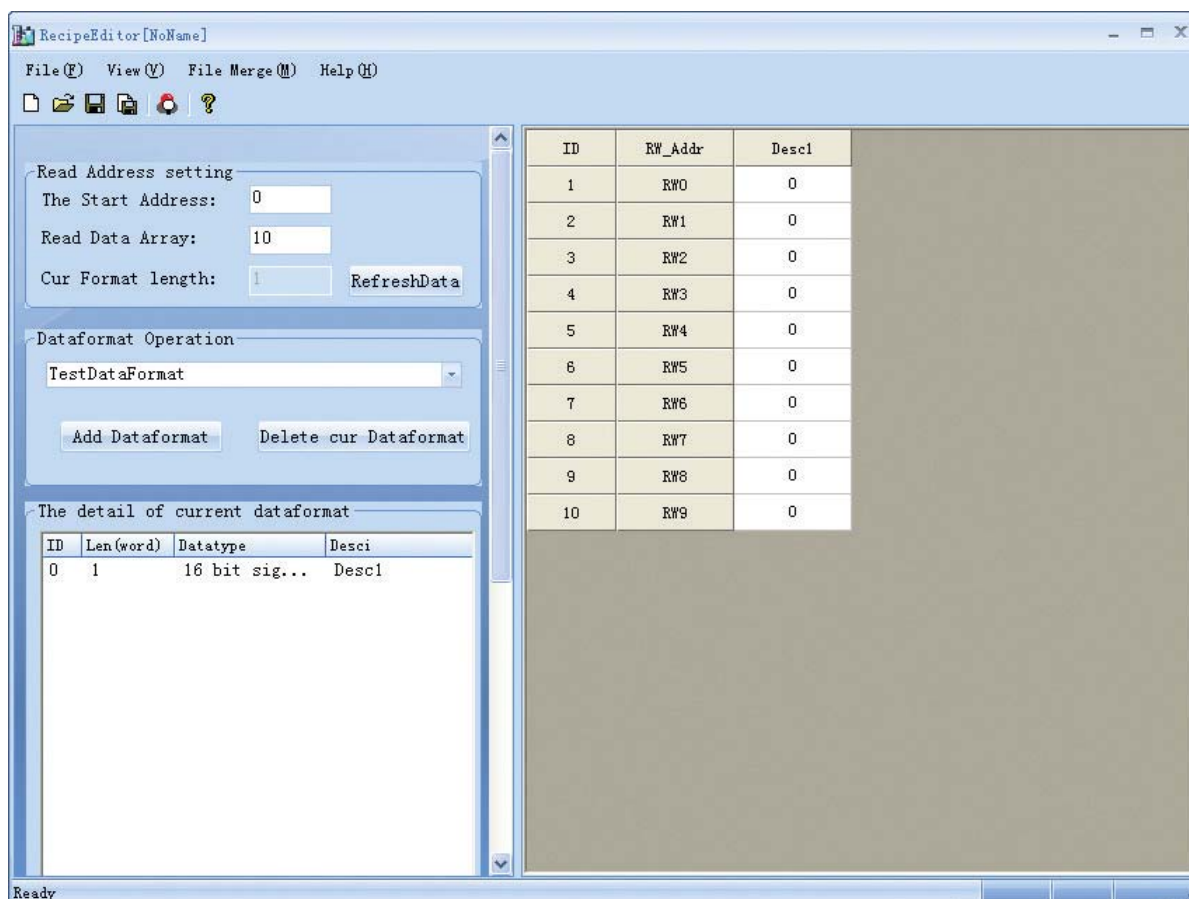 RecipeEditor[NoName]
File(F) View(V) File Merge(M) Help(H)
Read Address setting
The Start Address: 0
Read Data Array: 10
Cur Format length: 1 RefreshData
Dataformat Operation
TestDataFormat
Add Dataformat Delete cur Dataformat
The detail of current dataformat
ID Len(word) Datatype Desci
0 1 16 bit sig... Desc1
ID RW_Addr Desc1
1 RW0 0
2 RW1 0
3 RW2 0
4 RW3 0
5 RW4 0
6 RW5 0
7 RW6 0
8 RW7 0
9 RW8 0
10 RW9 0
Ready